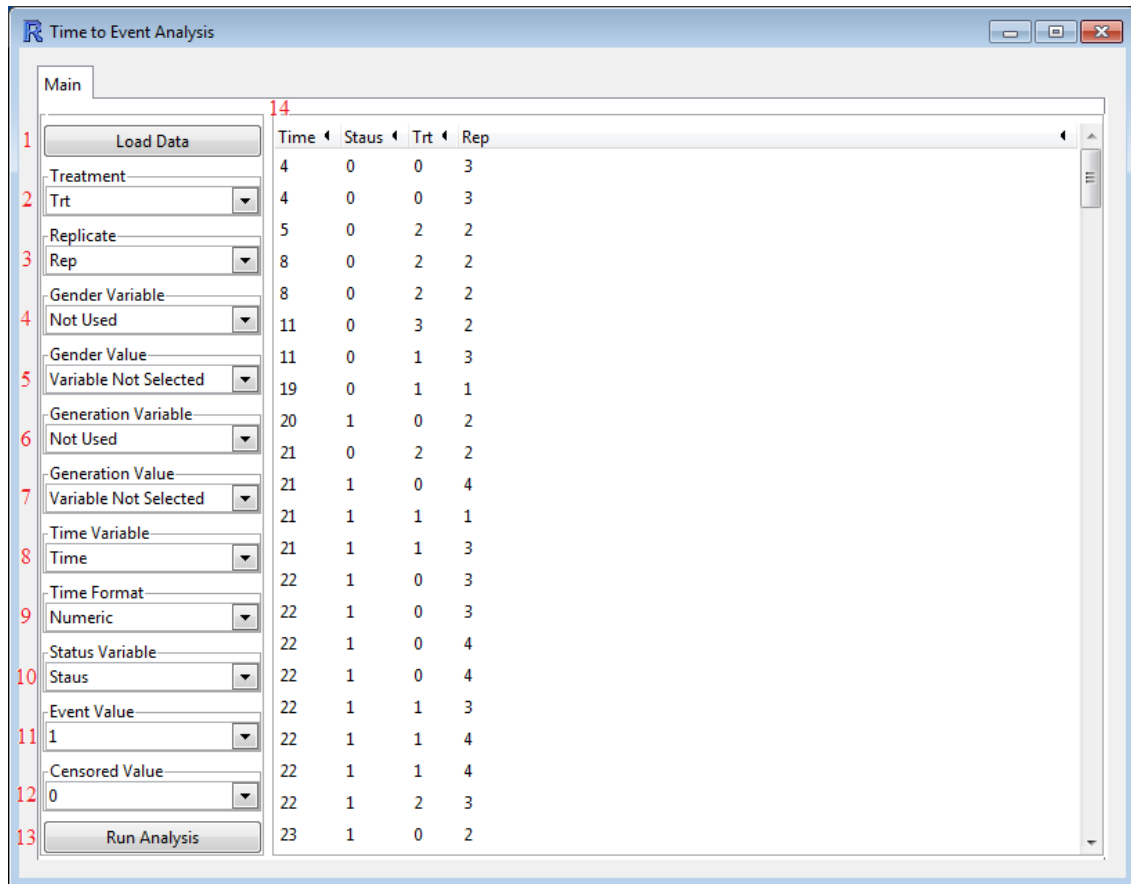 Time to Event Analysis
Main
1 Load Data
Treatment
2 Trt
Replicate
3 Rep
Gender Variable
4 Not Used
Gender Value
5 Variable Not Selected
Generation Variable
6 Not Used
Generation Value
7 Variable Not Selected
Time Variable
8 Time
Time Format
9 Numeric
Status Variable
10 Staus
Event Value
11 1
Censored Value
12 0
13 Run Analysis
14
Time Staus Trt Rep
4 0 0 3
4 0 0 3
5 0 2 2
8 0 2 2
8 0 2 2
11 0 3 2
11 0 1 3
19 0 1 1
20 1 0 2
21 0 2 2
21 1 0 4
21 1 1 1
21 1 1 3
22 1 0 3
22 1 0 3
22 1 0 4
22 1 0 4
22 1 1 3
22 1 1 4
22 1 1 4
22 1 2 3
23 1 0 2